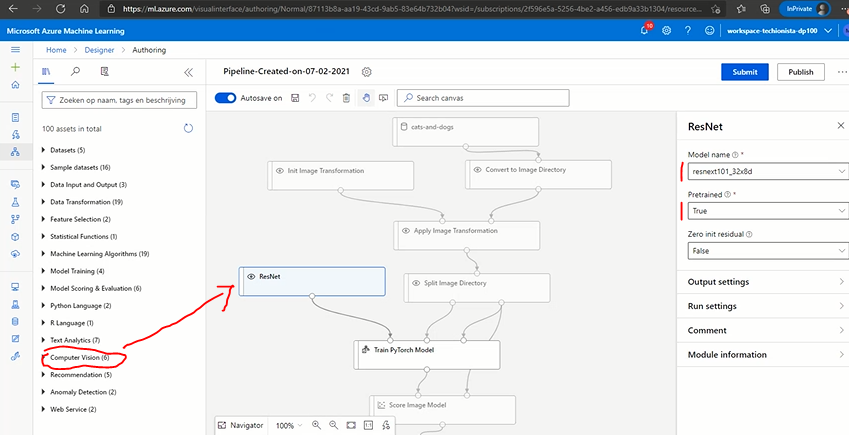 https://ml.azure.com/visualinterface/authoring/Normal/87113b8a-aa19-43cd-9ab5-83e64b732b04?wsid=/subscriptions/2f596e5a-5256-4be2-a456-edb9a33b1304/resource...
InPrivate
Microsoft Azure Machine Learning
10
workspace-techionista-dp100
Home > Designer > Authoring
Pipeline-Created-on-07-02-2021
Submit
Publish
Zoeken op naam, tags en beschrijving
Autosave on
Search canvas
100 assets in total
Datasets (5)
Sample datasets (16)
Data Input and Output (3)
Data Transformation (19)
Feature Selection (2)
Statistical Functions (1)
Machine Learning Algorithms (19)
Model Training (4)
Model Scoring & Evaluation (6)
Python Language (2)
R Language (1)
Text Analytics (7)
Computer Vision (6)
Recommendation (5)
Anomaly Detection (2)
Web Service (2)
cats-and-dogs
Init Image Transformation
Convert to Image Directory
Apply Image Transformation
ResNet
Split Image Directory
Train PyTorch Model
Score Image Model
Navigator
100%
1:1
ResNet
Model name *
resnext101_32x8d
Pretrained *
True
Zero init residual
False
Output settings
Run settings
Comment
Module information